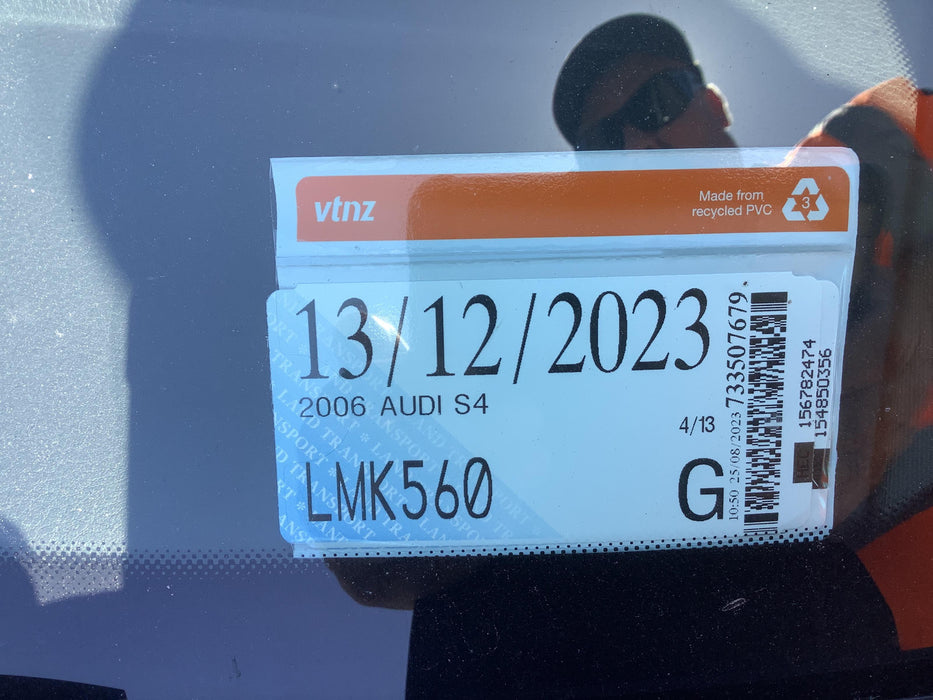 vtnz
Made from
recycled PVC
3
13/12/2023
2006 AUDI S4
4/13
LMK560
G
10:50 25/08/2023 733507679
156782474
154850356